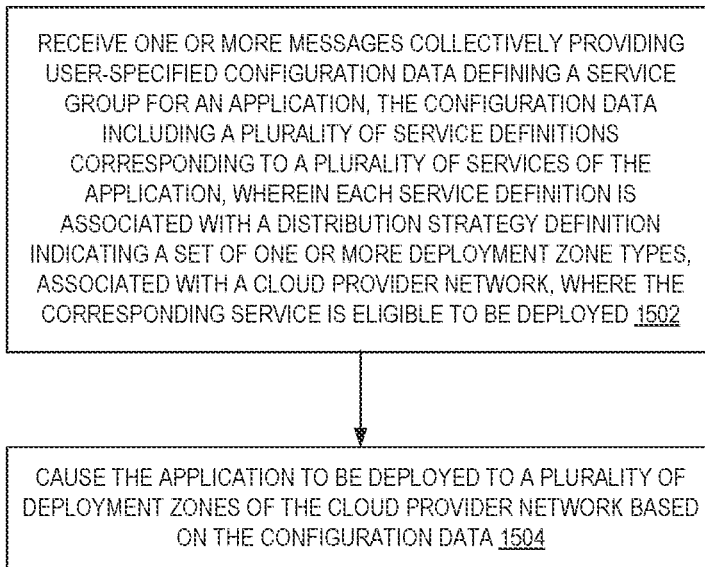 RECEIVE ONE OR MORE MESSAGES COLLECTIVELY PROVIDING
USER-SPECIFIED CONFIGURATION DATA DEFINING A SERVICE
GROUP FOR AN APPLICATION, THE CONFIGURATION DATA
INCLUDING A PLURALITY OF SERVICE DEFINITIONS
CORRESPONDING TO A PLURALITY OF SERVICES OF THE
APPLICATION, WHEREIN EACH SERVICE DEFINITION IS
ASSOCIATED WITH A DISTRIBUTION STRATEGY DEFINITION
INDICATING A SET OF ONE OR MORE DEPLOYMENT ZONE TYPES,
ASSOCIATED WITH A CLOUD PROVIDER NETWORK, WHERE THE
CORRESPONDING SERVICE IS ELIGIBLE TO BE DEPLOYED 1502
CAUSE THE APPLICATION TO BE DEPLOYED TO A PLURALITY OF
DEPLOYMENT ZONES OF THE CLOUD PROVIDER NETWORK BASED
ON THE CONFIGURATION DATA 1504